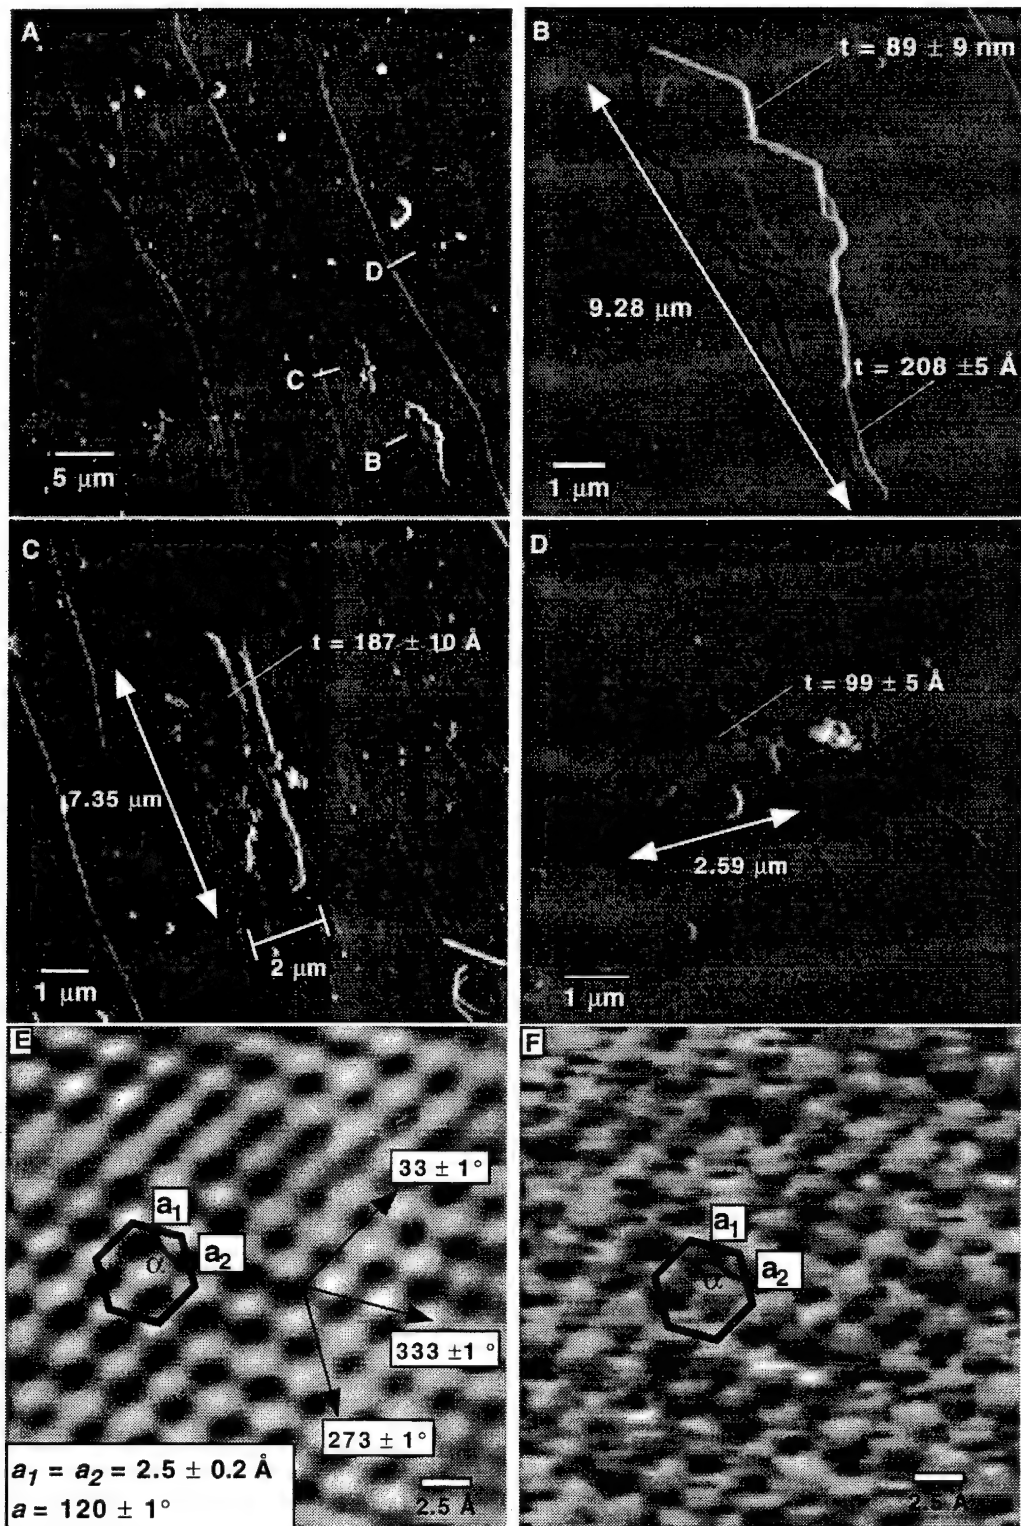 A
D
C
B
5 μm
B
t = 89 ± 9 nm
9.28 μm
t = 208 ±5 Å
1 μm
C
t = 187 ± 10 Å
7.35 μm
2 μm
1 μm
D
t = 99 ± 5 Å
2.59 μm
1 μm
E
33 ± 1°
a1
a2
α
333 ±1 °
273 ± 1°
a1 = a2 = 2.5 ± 0.2 Å
a = 120 ± 1°
2.5 Å
F
a1
a2
α
2.5 Å